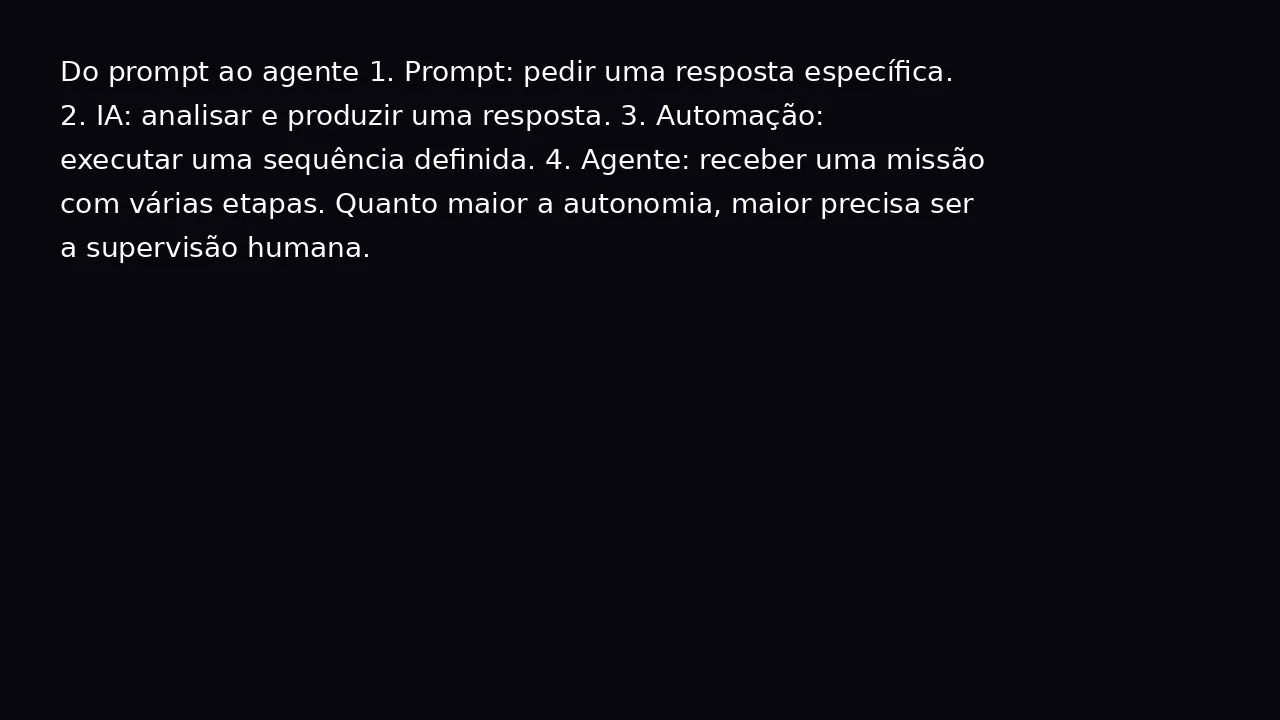 Do prompt ao agente 1. Prompt: pedir uma resposta específica.
2. IA: analisar e produzir uma resposta. 3. Automação:
executar uma sequência definida. 4. Agente: receber uma missão
com várias etapas. Quanto maior a autonomia, maior precisa ser
a supervisão humana.